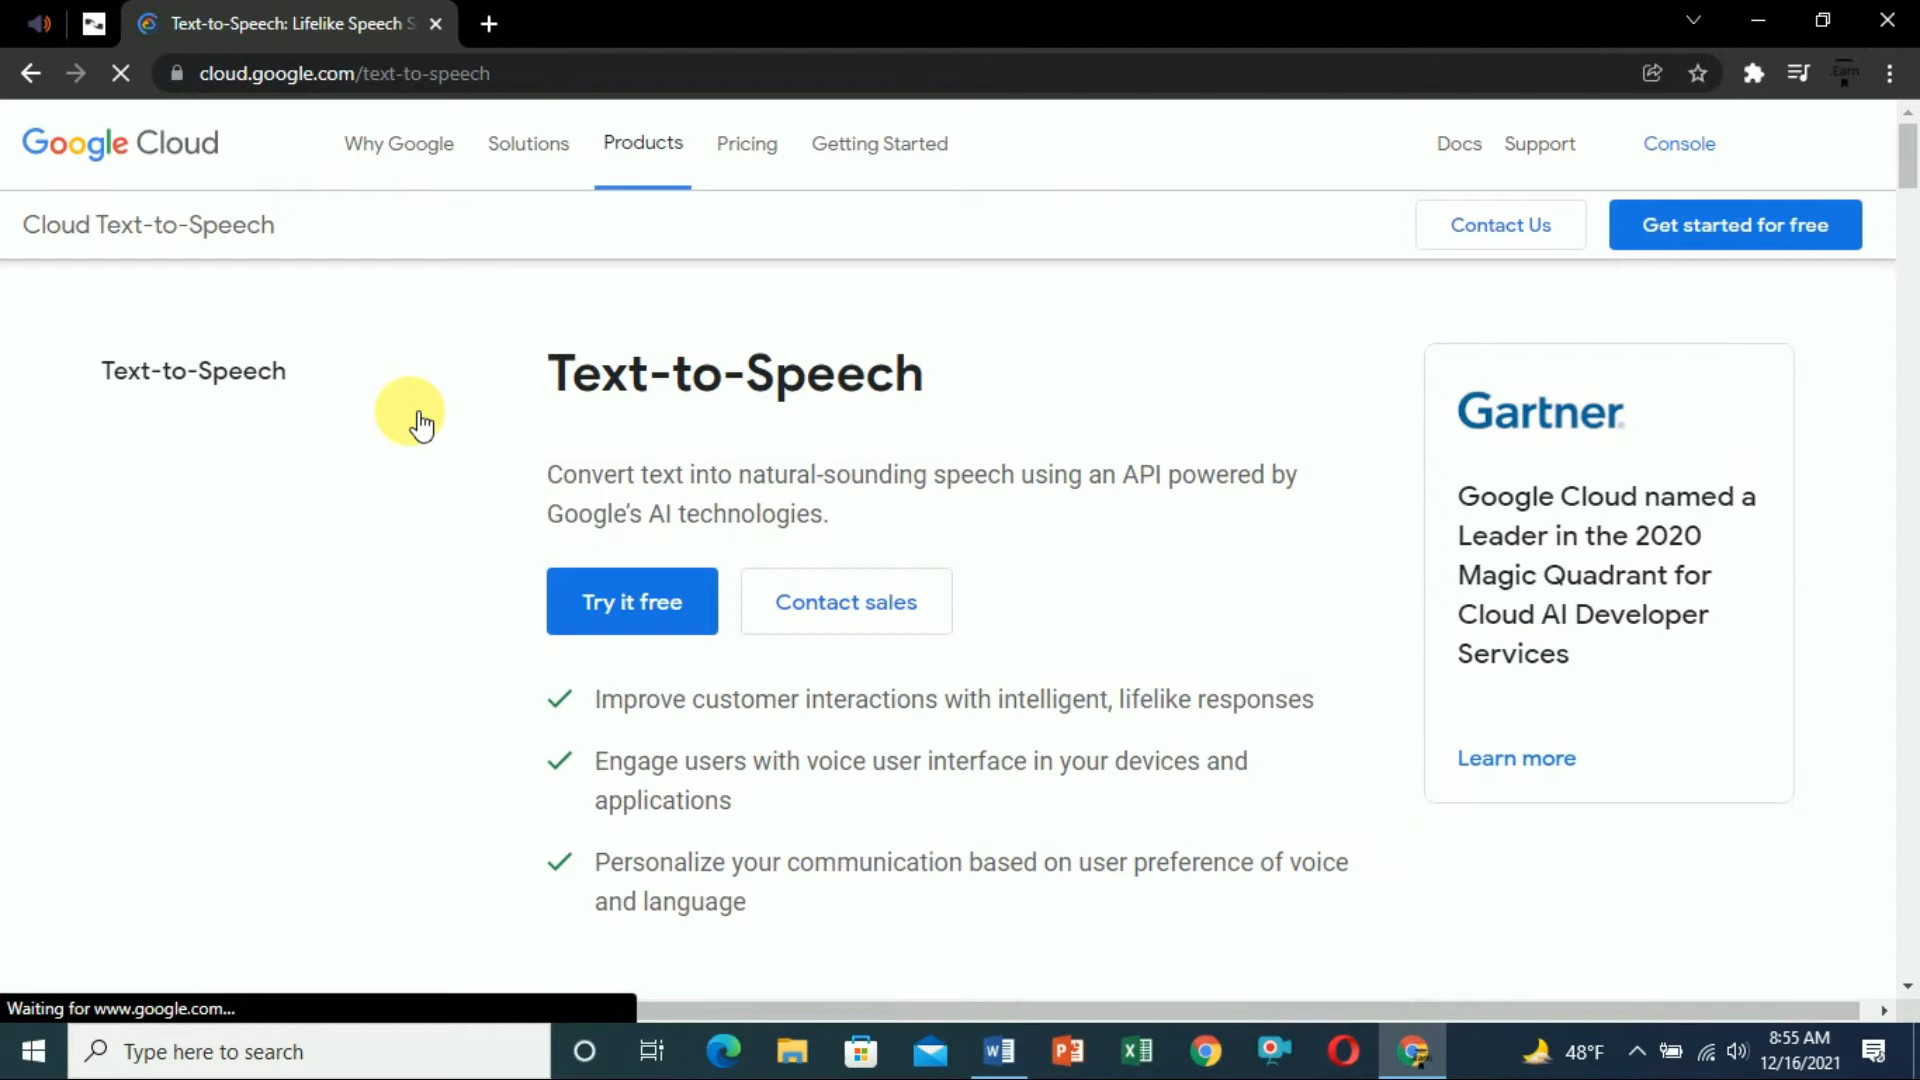 Text-to-Speech: Lifelike Speech S
cloud.google.com/text-to-speech
Earn
Google Cloud
Why Google
Solutions
Products
Pricing
Getting Started
Docs
Support
Console
Cloud Text-to-Speech
Contact Us
Get started for free
Text-to-Speech
Text-to-Speech
Convert text into natural-sounding speech using an API powered by
Google’s AI technologies.
Try it free
Contact sales
Improve customer interactions with intelligent, lifelike responses
Engage users with voice user interface in your devices and
applications
Personalize your communication based on user preference of voice
and language
Gartner
Google Cloud named a
Leader in the 2020
Magic Quadrant for
Cloud AI Developer
Services
Learn more
Waiting for www.google.com...
Type here to search
48°F
8:55 AM
12/16/2021